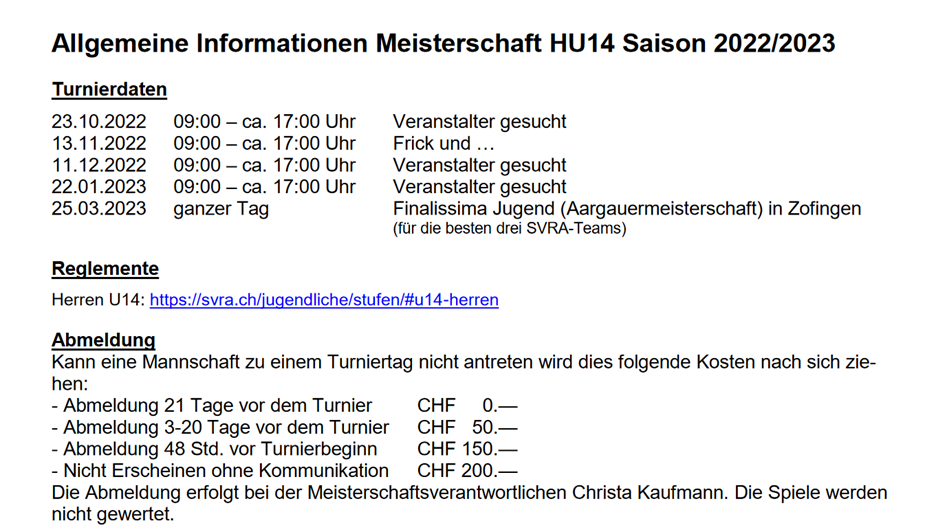 Allgemeine Informationen Meisterschaft HU14 Saison 2022/2023
Turnierdaten
23.10.2022 09:00 – ca. 17:00 Uhr Veranstalter gesucht
13.11.2022 09:00 – ca. 17:00 Uhr Frick und …
11.12.2022 09:00 – ca. 17:00 Uhr Veranstalter gesucht
22.01.2023 09:00 – ca. 17:00 Uhr Veranstalter gesucht
25.03.2023 ganzer Tag Finalissima Jugend (Aargauermeisterschaft) in Zofingen
(für die besten drei SVRA-Teams)
Reglemente
Herren U14: https://svra.ch/jugendliche/stufen/#u14-herren
Abmeldung
Kann eine Mannschaft zu einem Turniertag nicht antreten wird dies folgende Kosten nach sich zie-
hen:
- Abmeldung 21 Tage vor dem Turnier CHF 0.—
- Abmeldung 3-20 Tage vor dem Turnier CHF 50.—
- Abmeldung 48 Std. vor Turnierbeginn CHF 150.—
- Nicht Erscheinen ohne Kommunikation CHF 200.—
Die Abmeldung erfolgt bei der Meisterschaftsverantwortlichen Christa Kaufmann. Die Spiele werden
nicht gewertet.